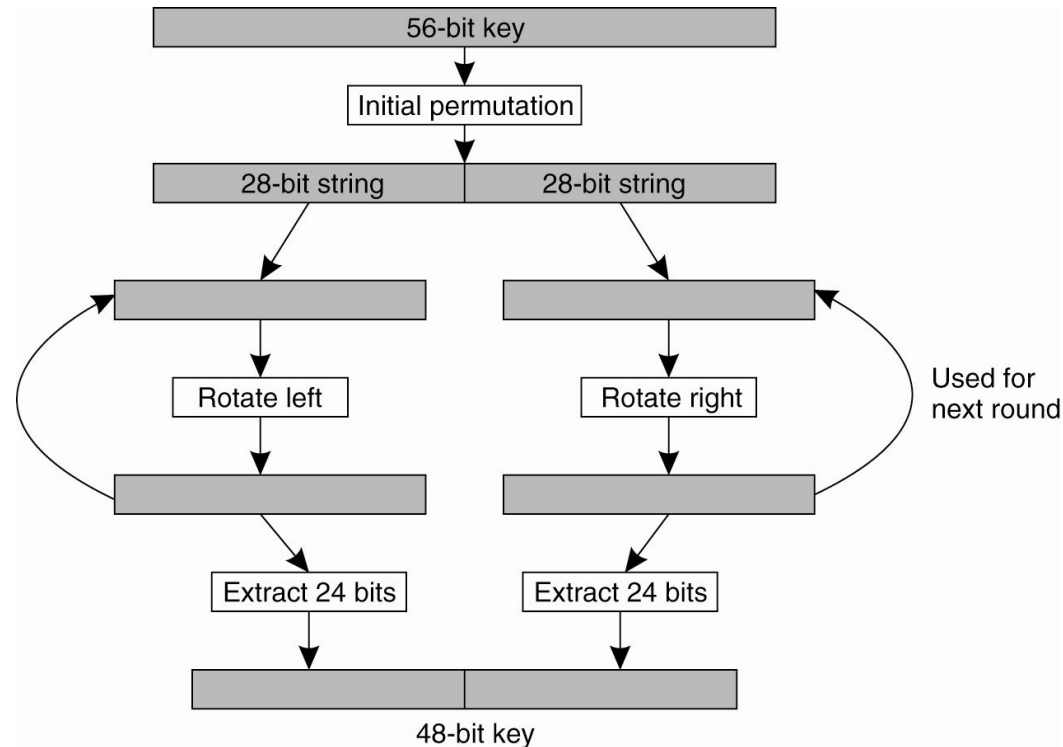 56-bit key
Initial permutation
28-bit string
28-bit string
Rotate left
Rotate right
Used for
next round
Extract 24 bits
Extract 24 bits
48-bit key